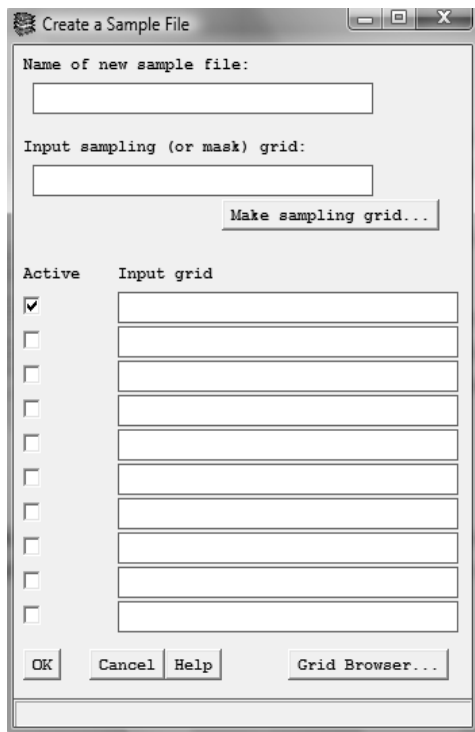 Create a Sample File
Name of new sample file:
Input sampling (or mask) grid:
Make sampling grid...
Active Input grid
OK Cancel Help Grid Browser...